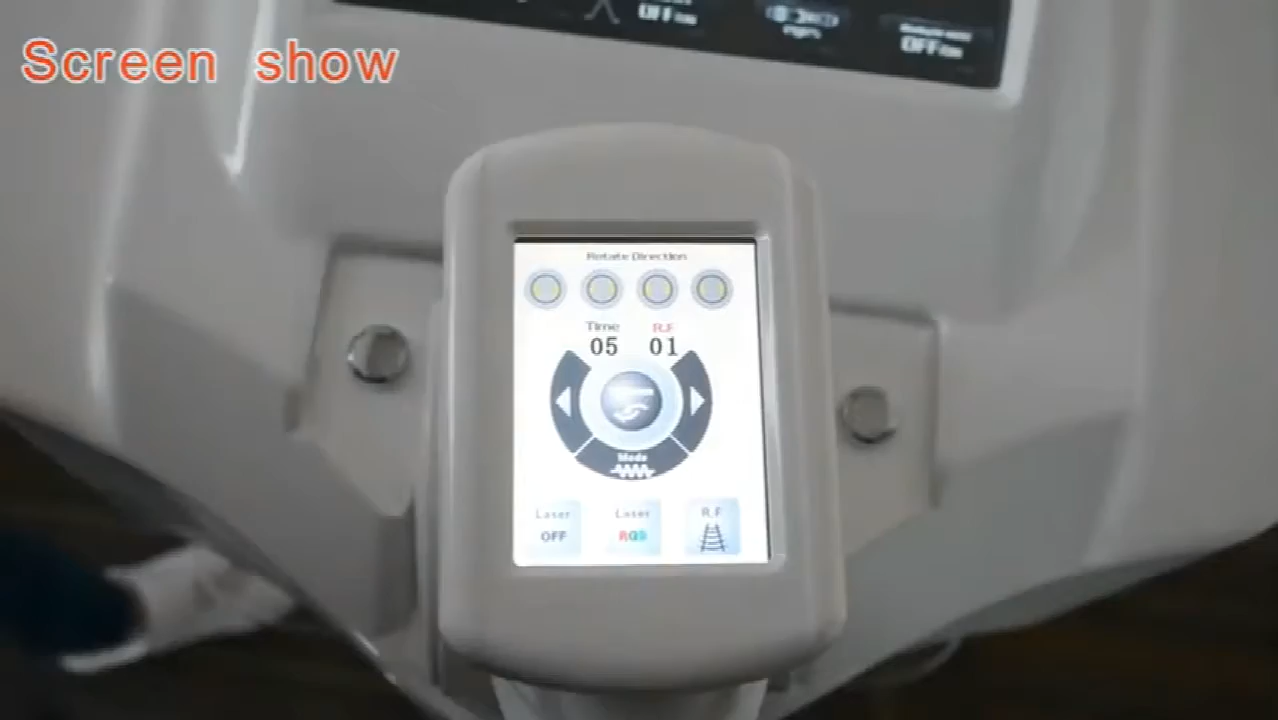 Screen show
OFF
OFF
Rotate Direction
Time R.F
05 01
Mode
Laser Laser R.F
OFF RGB